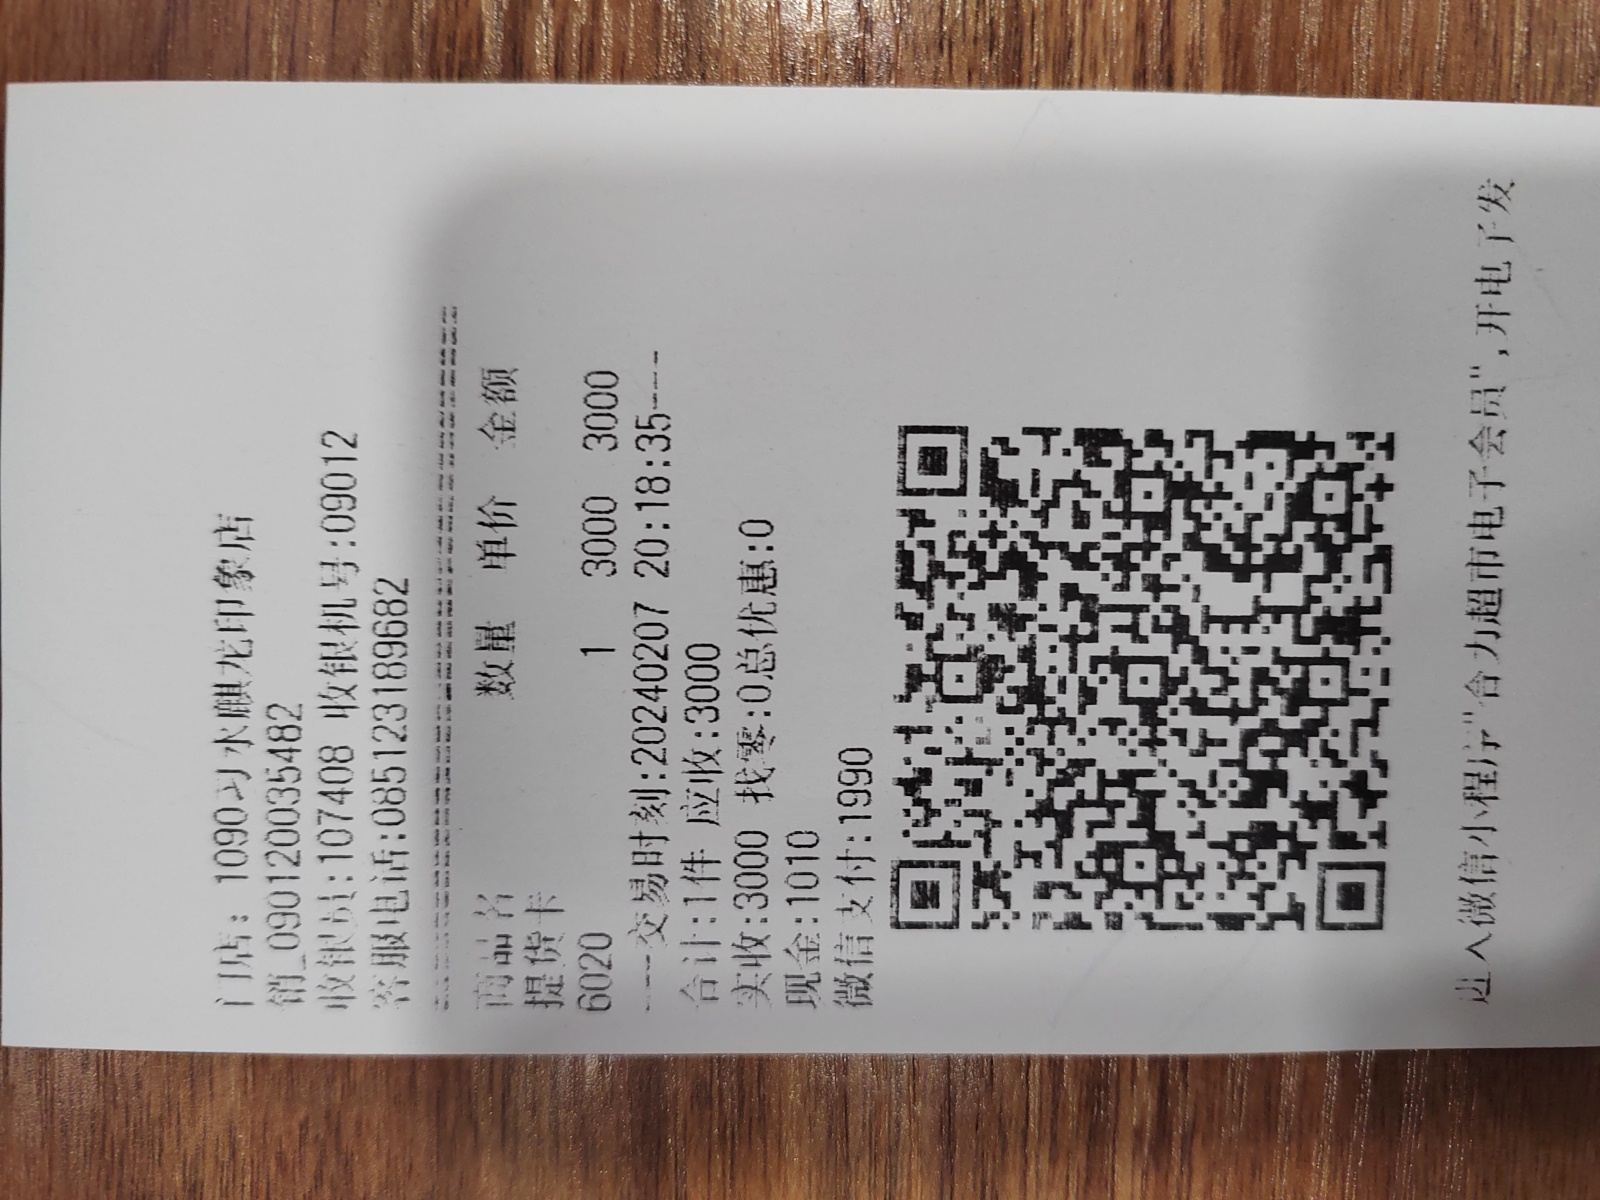 门店: 1090习水麒龙印象店
销_090120035482
收银员:107408 收银机号:09012
客服电话:085123189682
商品名 数量 单价 金额
提货卡
6020 1 3000 3000
----交易时刻:20240207 20:18:35----
合计:1件 应收:3000
实收:3000 找零:0总优惠:0
现金:1010
微信支付:1990
进入微信小程序"合力超市电子会员",开电子发